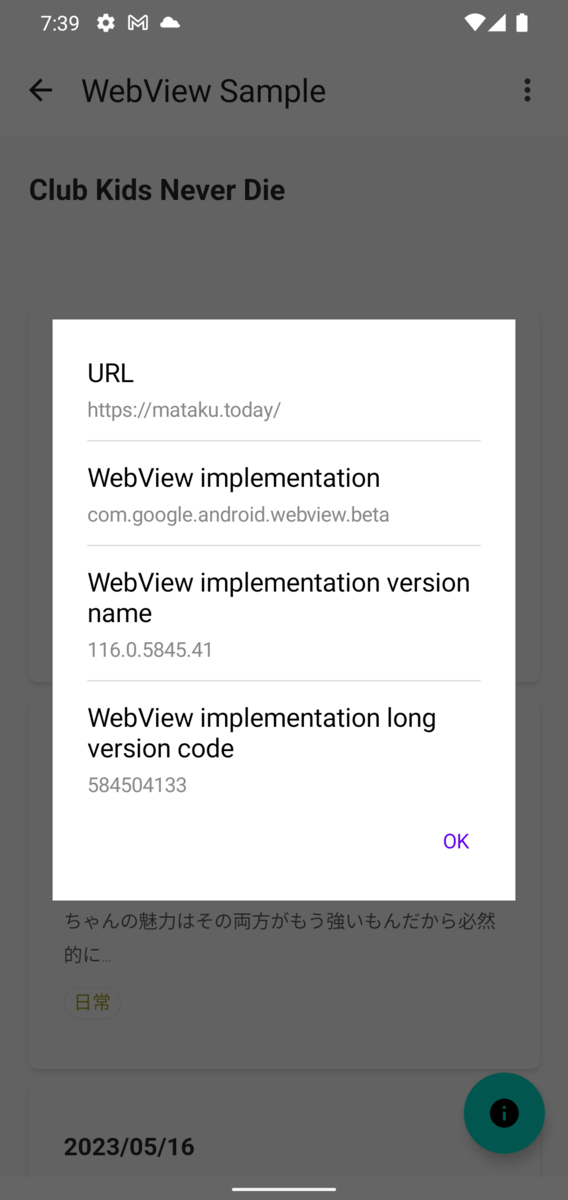 7:39
WebView Sample
Club Kids Never Die
URL
https://mataku.today/
WebView implementation
com.google.android.webview.beta
WebView implementation version
name
116.0.5845.41
WebView implementation long
version code
584504133
OK
ちゃんの魅力はその両方がもう強いもんだから必然
的に...
日常
2023/05/16